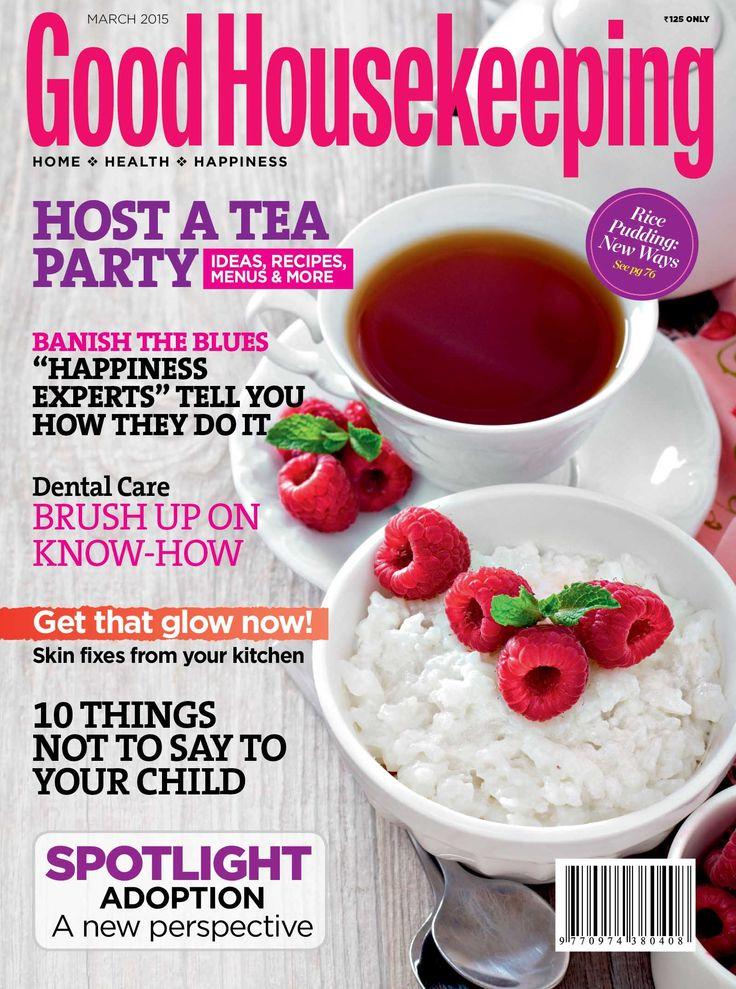 MARCH 2015
₹125 ONLY
Good Housekeeping
HOME ❖ HEALTH ❖ HAPPINESS
HOST A TEA
PARTY
IDEAS, RECIPES,
MENUS & MORE
Rice
Pudding:
New Ways
See pg 76
BANISH THE BLUES
“HAPPINESS
EXPERTS” TELL YOU
HOW THEY DO IT
Dental Care
BRUSH UP ON
KNOW-HOW
Get that glow now!
Skin fixes from your kitchen
10 THINGS
NOT TO SAY TO
YOUR CHILD
SPOTLIGHT
ADOPTION
A new perspective
9 770974 380408